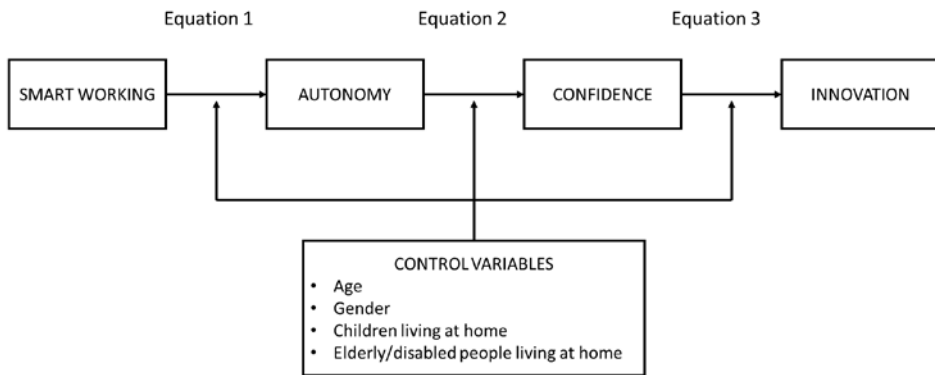 Equation 1 Equation 2 Equation 3
SMART WORKING AUTONOMY CONFIDENCE INNOVATION
CONTROL VARIABLES
• Age
• Gender
• Children living at home
• Elderly/disabled people living at home